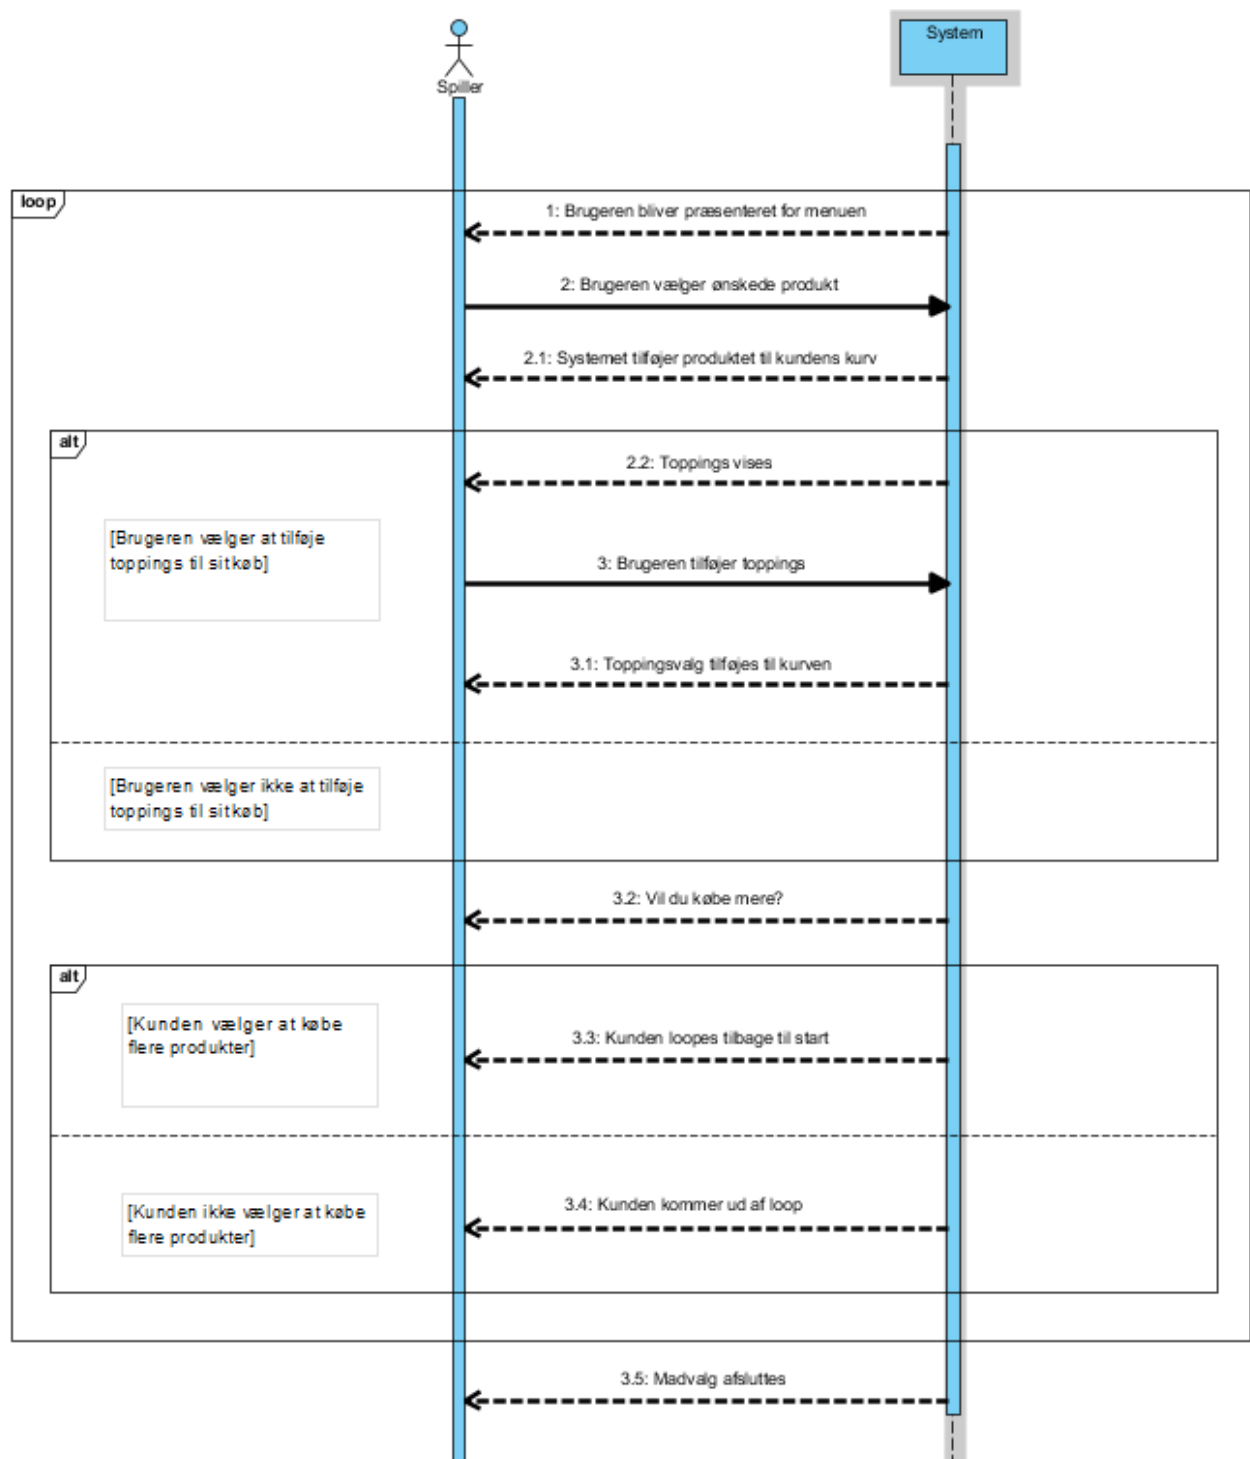 Spiller
System
loop
1: Brugeren bliver præsenteret for menuen
2: Brugeren vælger ønskede produkt
2.1: Systemet tilføjer produktet til kundens kurv
alt
2.2: Toppings vises
[Brugeren vælger at tilføje
toppings til sit køb]
3: Brugeren tilføjer toppings
3.1: Toppingsvalg tilføjes til kurven
[Brugeren vælger ikke at tilføje
toppings til sit køb]
3.2: Vil du købe mere?
alt
[Kunden vælger at købe
flere produkter]
3.3: Kunden loopes tilbage til start
3.4: Kunden kommer ud af loop
[Kunden ikke vælger at købe
flere produkter]
3.5: Madvalg afsluttes